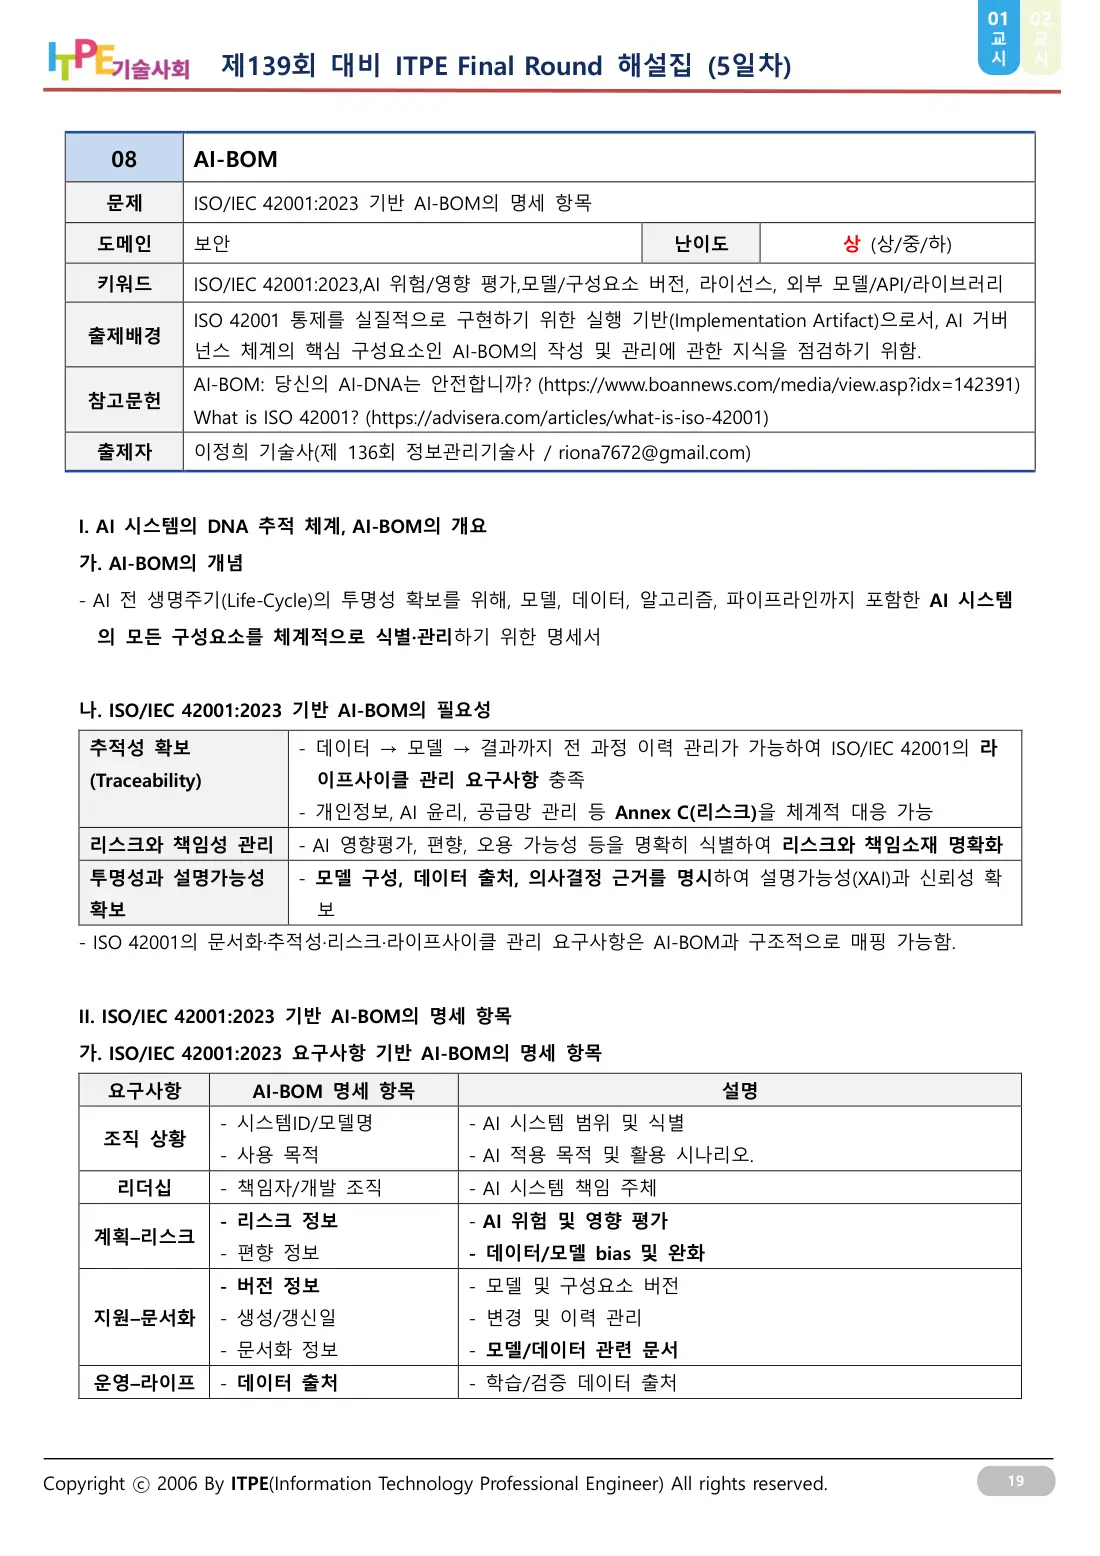 ITPE기술사회 제139회 대비 ITPE Final Round 해설집 (5일차)
01 교시
02 교시
08 AI-BOM
문제 ISO/IEC 42001:2023 기반 AI-BOM의 명세 항목
도메인 보안 난이도 상 (상/중/하)
키워드 ISO/IEC 42001:2023,AI 위험/영향 평가,모델/구성요소 버전, 라이선스, 외부 모델/API/라이브러리
출제배경 ISO 42001 통제를 실질적으로 구현하기 위한 실행 기반(Implementation Artifact)으로서, AI 거버
넌스 체계의 핵심 구성요소인 AI-BOM의 작성 및 관리에 관한 지식을 점검하기 위함.
참고문헌 AI-BOM: 당신의 AI-DNA는 안전합니까? (https://www.boannews.com/media/view.asp?idx=142391)
What is ISO 42001? (https://advisera.com/articles/what-is-iso-42001)
출제자 이정희 기술사(제 136회 정보관리기술사 / riona7672@gmail.com)
I. AI 시스템의 DNA 추적 체계, AI-BOM의 개요
가. AI-BOM의 개념
- AI 전 생명주기(Life-Cycle)의 투명성 확보를 위해, 모델, 데이터, 알고리즘, 파이프라인까지 포함한 AI 시스템
의 모든 구성요소를 체계적으로 식별·관리하기 위한 명세서
나. ISO/IEC 42001:2023 기반 AI-BOM의 필요성
추적성 확보 - 데이터 → 모델 → 결과까지 전 과정 이력 관리가 가능하여 ISO/IEC 42001의 라
(Traceability) 이프사이클 관리 요구사항 충족
- 개인정보, AI 윤리, 공급망 관리 등 Annex C(리스크)을 체계적 대응 가능
리스크와 책임성 관리 - AI 영향평가, 편향, 오용 가능성 등을 명확히 식별하여 리스크와 책임소재 명확화
투명성과 설명가능성 - 모델 구성, 데이터 출처, 의사결정 근거를 명시하여 설명가능성(XAI)과 신뢰성 확
확보 보
- ISO 42001의 문서화·추적성·리스크·라이프사이클 관리 요구사항은 AI-BOM과 구조적으로 매핑 가능함.
II. ISO/IEC 42001:2023 기반 AI-BOM의 명세 항목
가. ISO/IEC 42001:2023 요구사항 기반 AI-BOM의 명세 항목
요구사항 AI-BOM 명세 항목 설명
조직 상황 - 시스템ID/모델명 - AI 시스템 범위 및 식별
- 사용 목적 - AI 적용 목적 및 활용 시나리오.
리더십 - 책임자/개발 조직 - AI 시스템 책임 주체
계획–리스크 - 리스크 정보 - AI 위험 및 영향 평가
- 편향 정보 - 데이터/모델 bias 및 완화
지원–문서화 - 버전 정보 - 모델 및 구성요소 버전
- 생성/갱신일 - 변경 및 이력 관리
- 문서화 정보 - 모델/데이터 관련 문서
운영–라이프 - 데이터 출처 - 학습/검증 데이터 출처
Copyright ⓒ 2006 By ITPE(Information Technology Professional Engineer) All rights reserved.
19